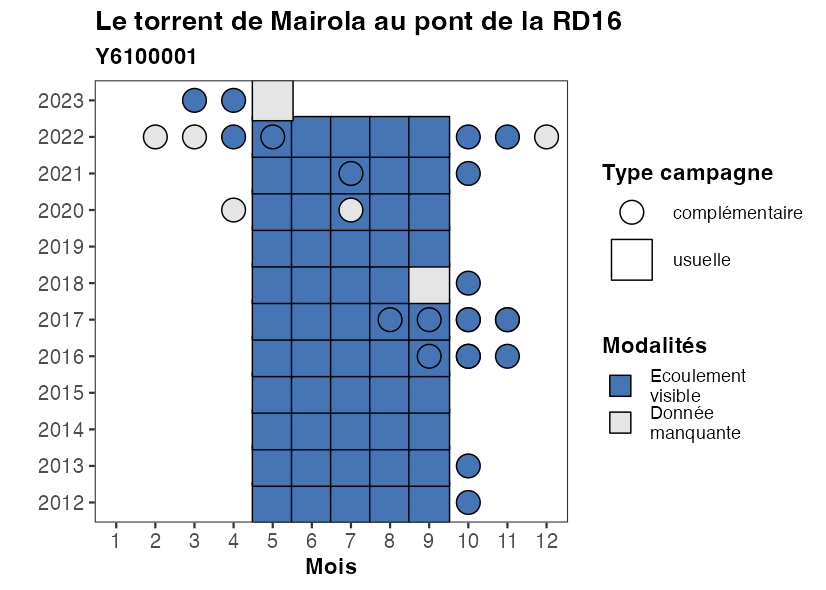 Le torrent de Mairola au pont de la RD16
Y6100001
2023
2022
2021
2020
2019
2018
2017
2016
2015
2014
2013
2012
1 2 3 4 5 6 7 8 9 10 11 12
Mois
Type campagne
complémentaire
usuelle
Modalités
Ecoulement
visible
Donnée
manquante